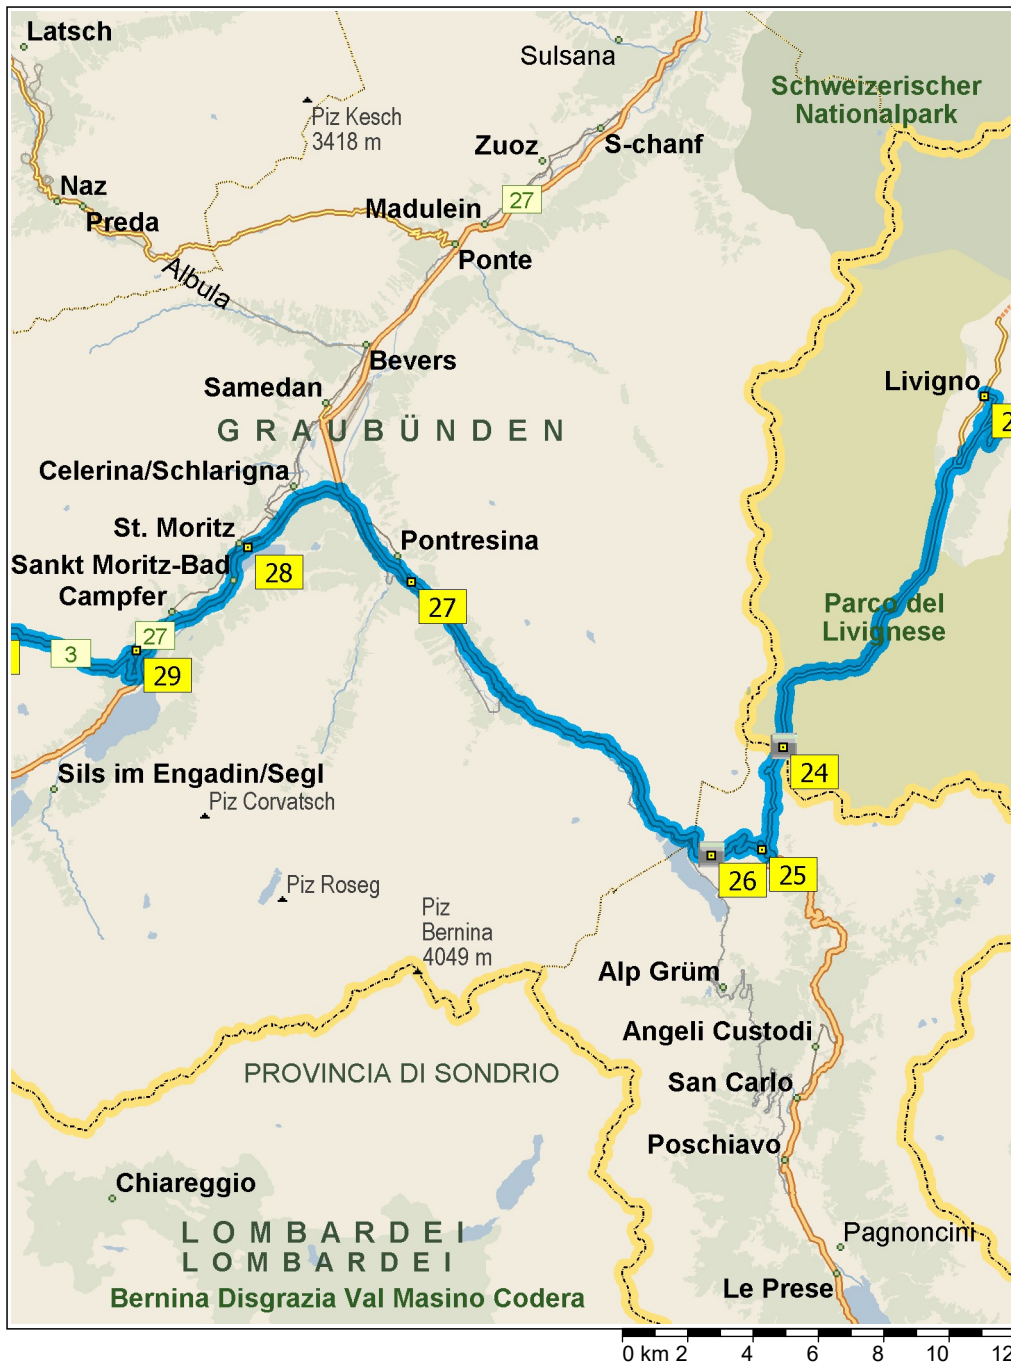 Latsch
Sulsana
Schweizerischer
Nationalpark
Piz Kesch
3418 m
Zuoz
S-chanf
Naz
Preda
27
Madulein
Ponte
Albula
Bevers
Livigno
Samedan
2
GRAUBÜNDEN
Celerina/Schlarigna
St. Moritz
Pontresina
Sankt Moritz-Bad
28
Campfer
27
Parco del
Livignese
27
3
29
Sils im Engadin/Segl
24
Piz Corvatsch
26
25
Piz Roseg
Piz
Bernina
4049 m
Alp Grüm
Angeli Custodi
PROVINCIA DI SONDRIO
San Carlo
Poschiavo
Chiareggio
LOMBARDEI
LOMBARDEI
Pagnoncini
Bernina Disgrazia Val Masino Codera
Le Prese
0 km 2 4 6 8 10 12